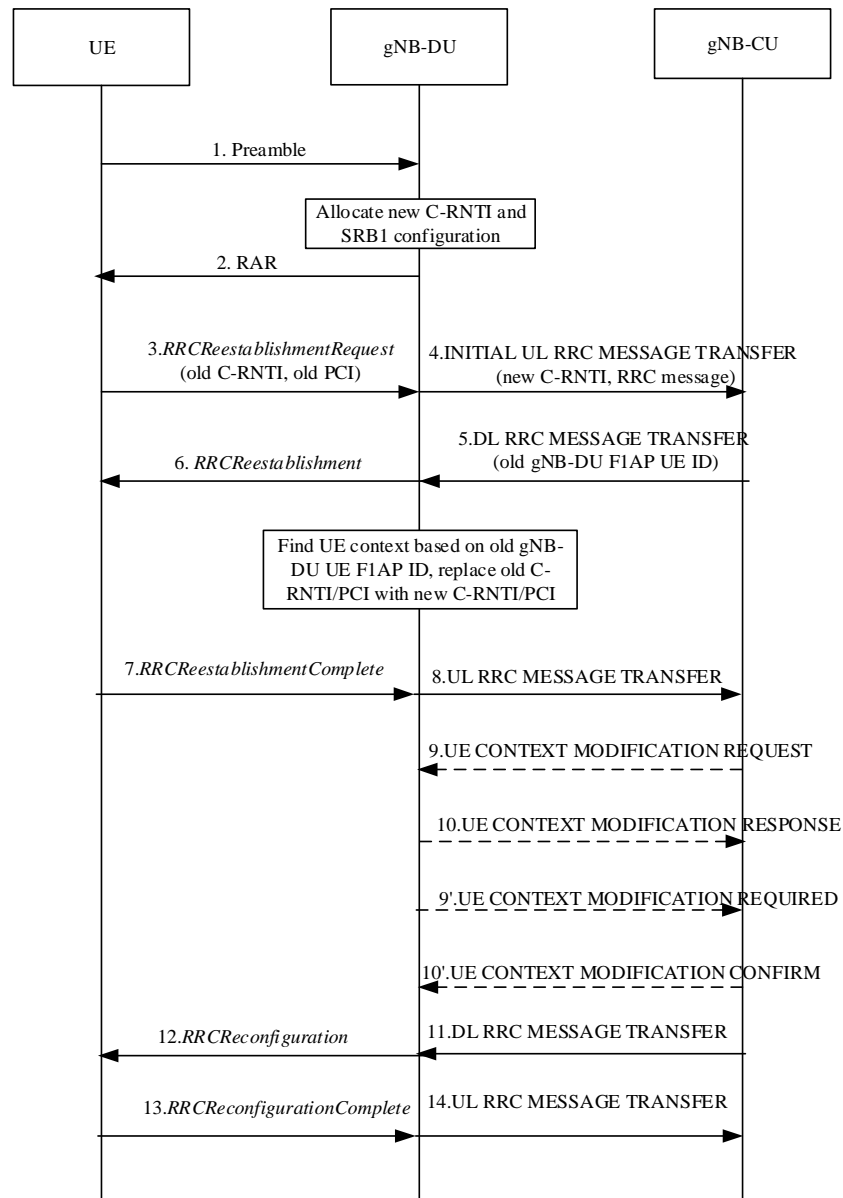 UE
gNB-DU
gNB-CU
1. Preamble
Allocate new C-RNTI and
SRB1 configuration
2. RAR
3.RRCReestablishmentRequest
(old C-RNTI, old PCI)
4.INITIAL UL RRC MESSAGE TRANSFER
(new C-RNTI, RRC message)
5.DL RRC MESSAGE TRANSFER
(old gNB-DU F1AP UE ID)
6. RRCReestablishment
Find UE context based on old gNB-
DU UE F1AP ID, replace old C-
RNTI/PCI with new C-RNTI/PCI
7.RRCReestablishmentComplete
8.UL RRC MESSAGE TRANSFER
9.UE CONTEXT MODIFICATION REQUEST
10.UE CONTEXT MODIFICATION RESPONSE
9'.UE CONTEXT MODIFICATION REQUIRED
10'.UE CONTEXT MODIFICATION CONFIRM
12.RRCReconfiguration
11.DL RRC MESSAGE TRANSFER
13.RRCReconfigurationComplete
14.UL RRC MESSAGE TRANSFER